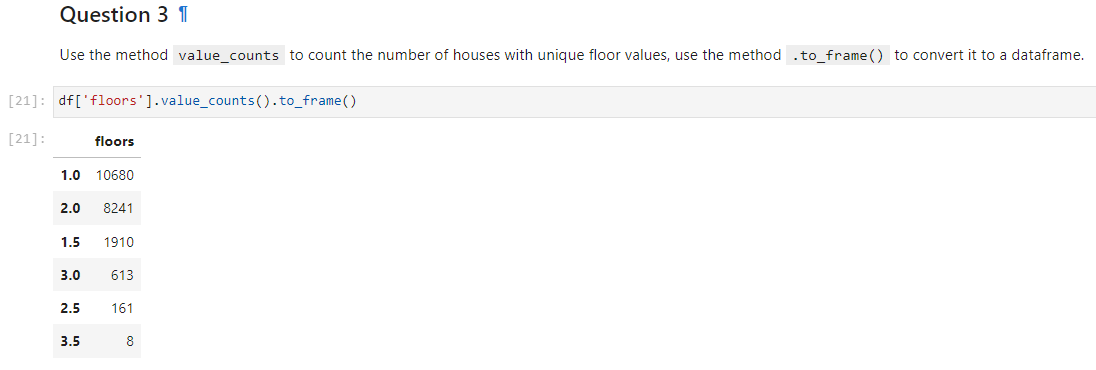 Question 3 ¶
Use the method value_counts to count the number of houses with unique floor values, use the method .to_frame() to convert it to a dataframe.
[21]: df['floors'].value_counts().to_frame()
[21]:
floors
1.0 10680
2.0 8241
1.5 1910
3.0 613
2.5 161
3.5 8